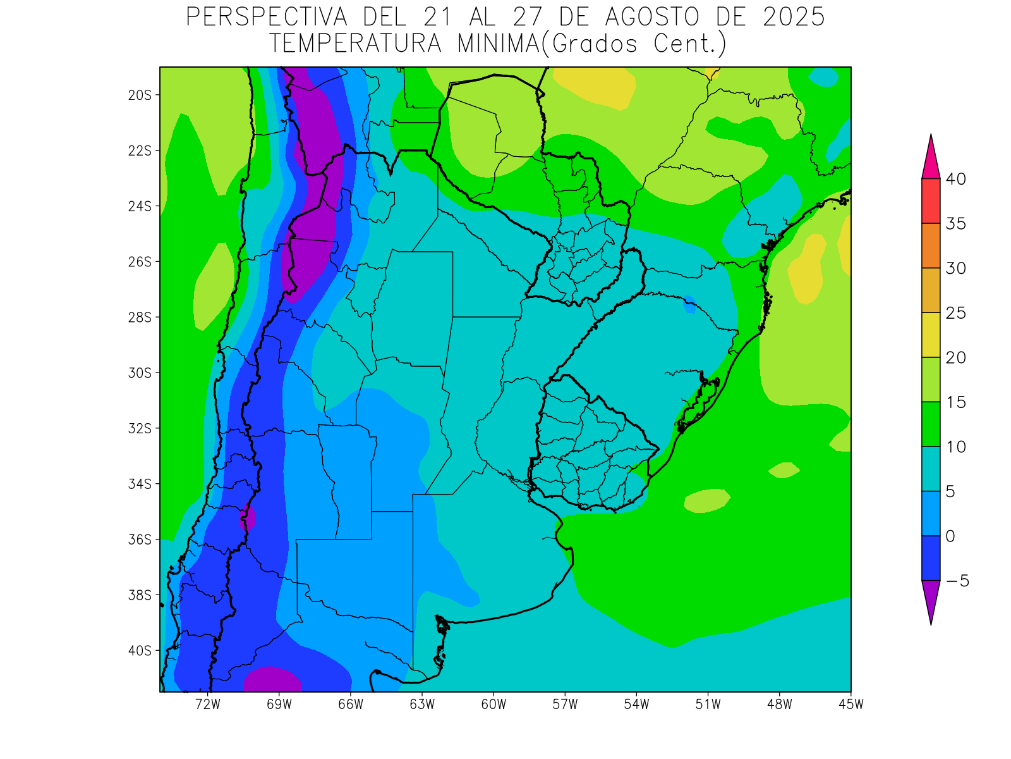 PERSPECTIVA DEL 21 AL 27 DE AGOSTO DE 2025
TEMPERATURA MINIMA(Grados Cent.)
20S
22S
24S
26S
28S
30S
32S
34S
36S
38S
40S
72W 69W 66W 63W 60W 57W 54W 51W 48W 45W
40
35
30
25
20
15
10
5
0
−5